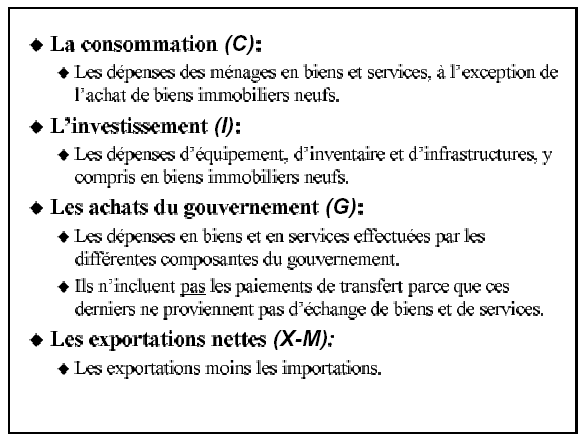 ◆ La consommation (C):
◆ Les dépenses des ménages en biens et services, à l'exception de
l'achat de biens immobiliers neufs.
◆ L'investissement (I):
◆ Les dépenses d'équipement, d'inventaire et d'infrastructures, y
compris en biens immobiliers neufs.
◆ Les achats du gouvernement (G):
◆ Les dépenses en biens et en services effectuées par les
différentes composantes du gouvernement.
◆ Ils n'incluent pas les paiements de transfert parce que ces
derniers ne proviennent pas d'échange de biens et de services.
◆ Les exportations nettes (X-M):
◆ Les exportations moins les importations.